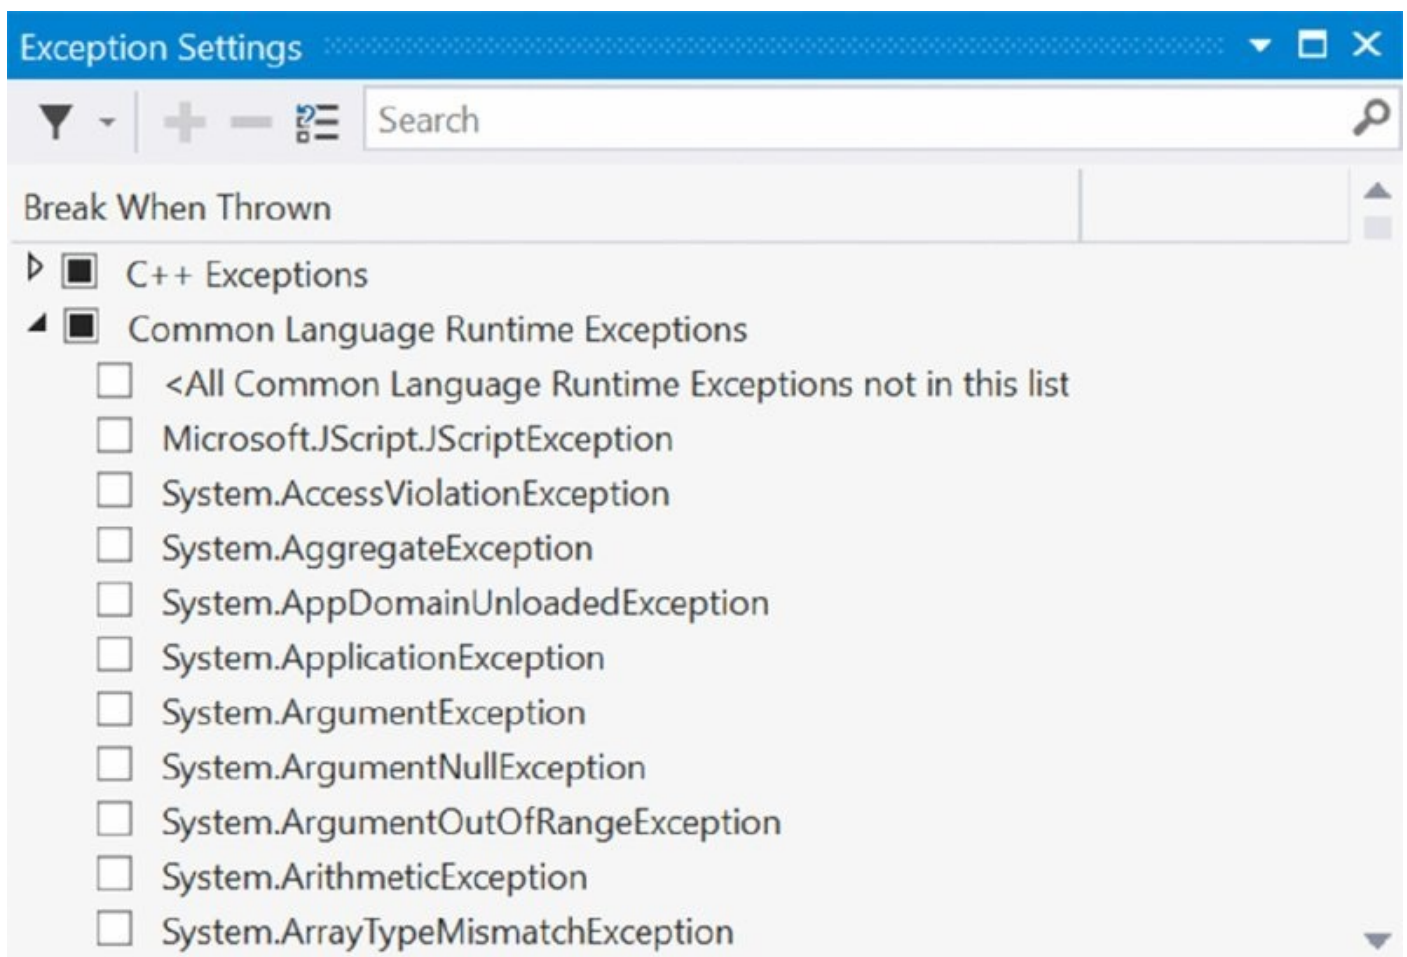 Exception Settings
Search
Break When Thrown
C++ Exceptions
Common Language Runtime Exceptions
<All Common Language Runtime Exceptions not in this list
Microsoft.JScript.JScriptException
System.AccessViolationException
System.AggregateException
System.AppDomainUnloadedException
System.ApplicationException
System.ArgumentException
System.ArgumentNullException
System.ArgumentOutOfRangeException
System.ArithmeticException
System.ArrayTypeMismatchException